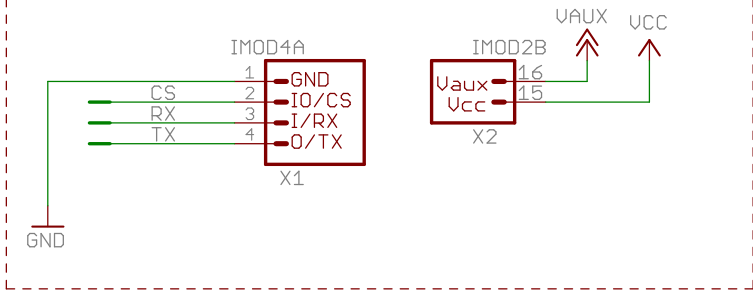 VAUX
VCC
IMOD4A
IMOD2B
1 GND
16 Vaux
CS 2 IO/CS
15 Vcc
RX 3 I/RX
TX 4 O/TX
X2
X1
GND